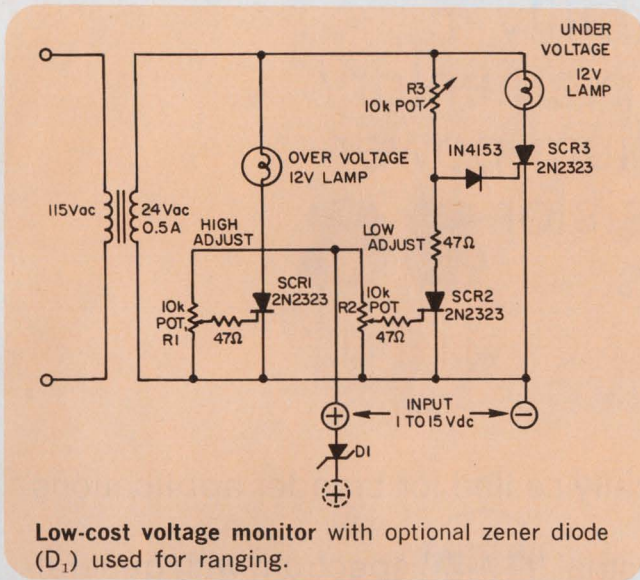 UNDER
VOLTAGE
12V
LAMP
R3
10k POT
1N4153
SCR3
2N2323
OVER VOLTAGE
12V LAMP
115Vac
24Vac
0.5A
HIGH
ADJUST
LOW
ADJUST
47Ω
SCR1
2N2323
10k
POT,
R1
47Ω
R2
10k
POT
47Ω
SCR2
2N2323
+
INPUT
1 TO 15 Vdc
−
D1
+
Low-cost voltage monitor with optional zener diode
(D₁) used for ranging.